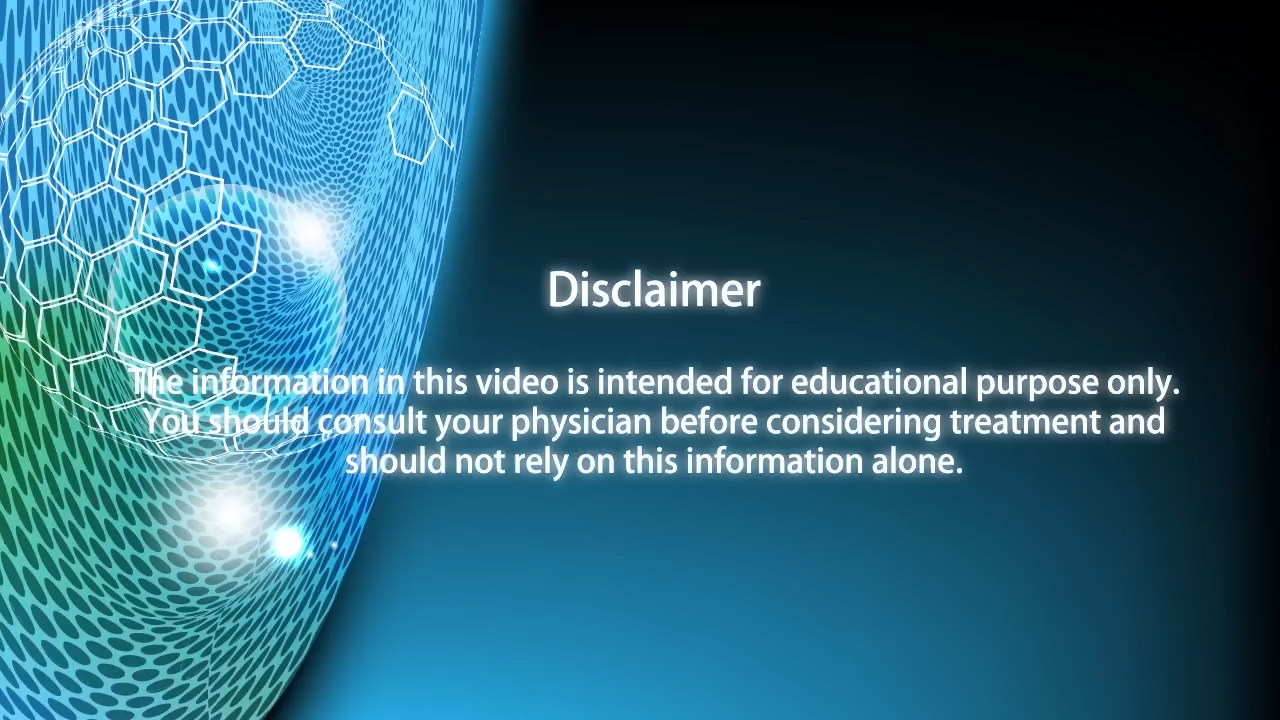 Disclaimer
The information in this video is intended for educational purpose only.
You should consult your physician before considering treatment and
should not rely on this information alone.